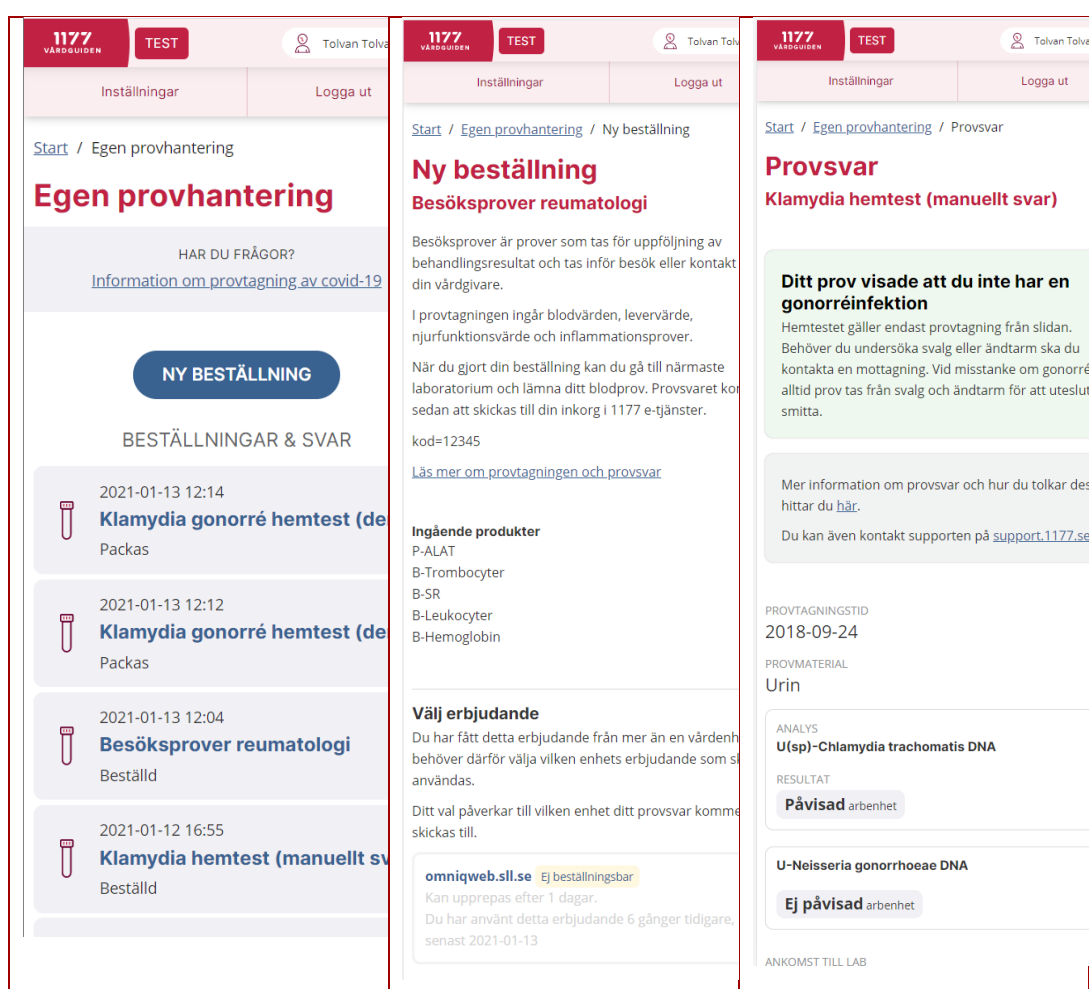 1177
VÅRDGUIDEN
TEST
Tolvan Tolva
Inställningar
Logga ut
Start / Egen provhantering
Egen provhantering
HAR DU FRÅGOR?
Information om provtagning av covid-19
NY BESTÄLLNING
BESTÄLLNINGAR & SVAR
2021-01-13 12:14
Klamydia gonorré hemtest (de
Packas
2021-01-13 12:12
Klamydia gonorré hemtest (de
Packas
2021-01-13 12:04
Besöksprover reumatologi
Beställd
2021-01-12 16:55
Klamydia hemtest (manuellt sv
Beställd
1177
VÅRDGUIDEN
TEST
Tolvan Tolv
Inställningar
Logga ut
Start / Egen provhantering / Ny beställning
Ny beställning
Besöksprover reumatologi
Besöksprover är prover som tas för uppföljning av
behandlingsresultat och tas inför besök eller kontakt
din vårdgivare.
I provtagningen ingår blodvärden, levervärde,
njurfunktionsvärde och inflammationsprover.
När du gjort din beställning kan du gå till närmaste
laboratorium och lämna ditt blodprov. Provsvaret kor
sedan att skickas till din inkorg i 1177 e-tjänster.
kod=12345
Läs mer om provtagningen och provsvar
Ingående produkter
P-ALAT
B-Trombocyter
B-SR
B-Leukocyter
B-Hemoglobin
Välj erbjudande
Du har fått detta erbjudande från mer än en vårdenh
behöver därför välja vilken enhets erbjudande som sk
användas.
Ditt val påverkar till vilken enhet ditt provsvar komme
skickas till.
omniqweb.sll.se Ej beställningsbar
Kan upprepas efter 1 dagar.
Du har använt detta erbjudande 6 gånger tidigare,
senast 2021-01-13
1177
VÅRDGUIDEN
TEST
Tolvan Tolva
Inställningar
Logga ut
Start / Egen provhantering / Provsvar
Provsvar
Klamydia hemtest (manuellt svar)
Ditt prov visade att du inte har en
gonorréinfektion
Hemtestet gäller endast provtagning från slidan.
Behöver du undersöka svalg eller ändtarm ska du
kontakta en mottagning. Vid misstanke om gonorré
alltid prov tas från svalg och ändtarm för att uteslut
smitta.
Mer information om provsvar och hur du tolkar des
hittar du här.
Du kan även kontakt supporten på support.1177.se
PROVTAGNINGSTID
2018-09-24
PROVMATERIAL
Urin
ANALYS
U(sp)-Chlamydia trachomatis DNA
RESULTAT
Påvisad arbenhet
U-Neisseria gonorrhoeae DNA
Ej påvisad arbenhet
ANKOMST TILL LAB